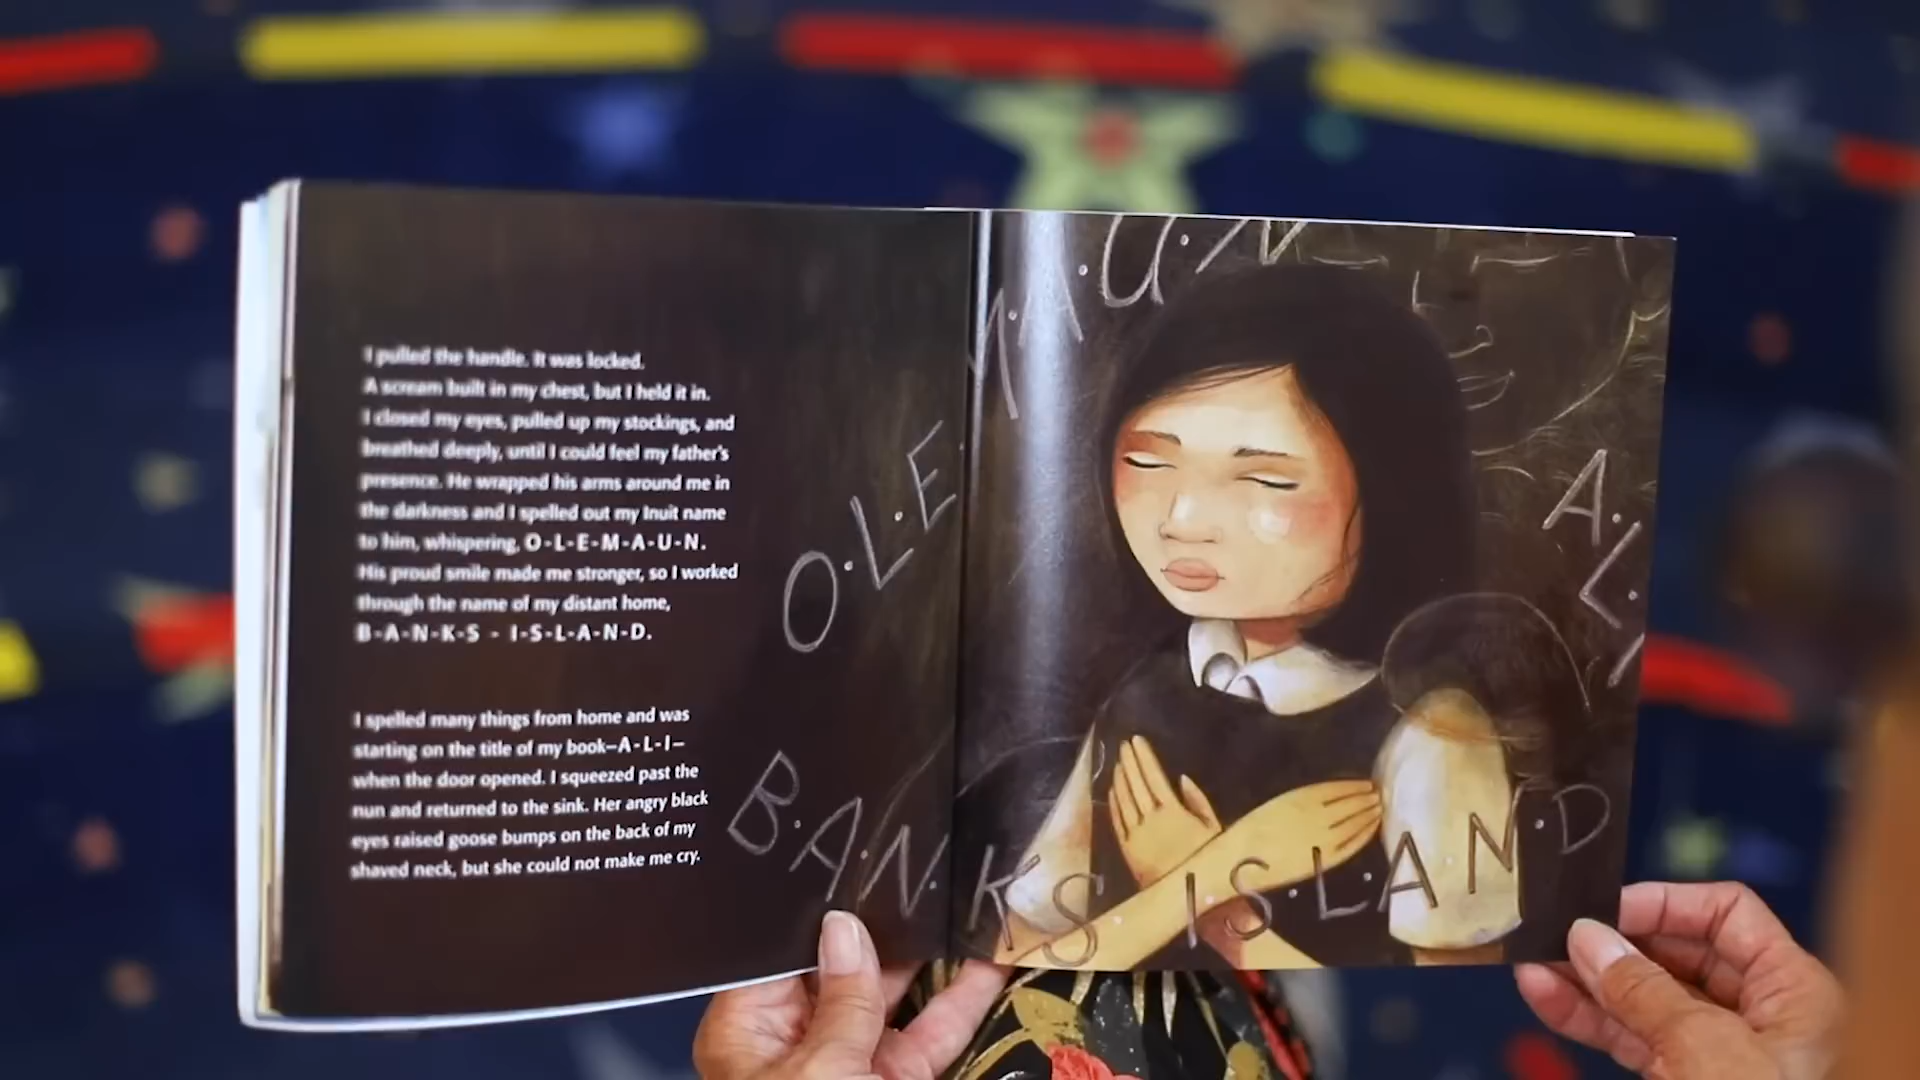 I pulled the handle. It was locked.
A scream built in my chest, but I held it in.
I closed my eyes, pulled up my stockings, and
breathed deeply, until I could feel my father's
presence. He wrapped his arms around me in
the darkness and I spelled out my Inuit name
to him, whispering, O-L-E-M-A-U-N.
His proud smile made me stronger, so I worked
through the name of my distant home,
B-A-N-K-S - I-S-L-A-N-D.
I spelled many things from home and was
starting on the title of my book—A-L-I—
when the door opened. I squeezed past the
nun and returned to the sink. Her angry black
eyes raised goose bumps on the back of my
shaved neck, but she could not make me cry.
O·L·E·M·A·U·N
A·L·I
B·A·N·K·S·I·S·L·A·N·D